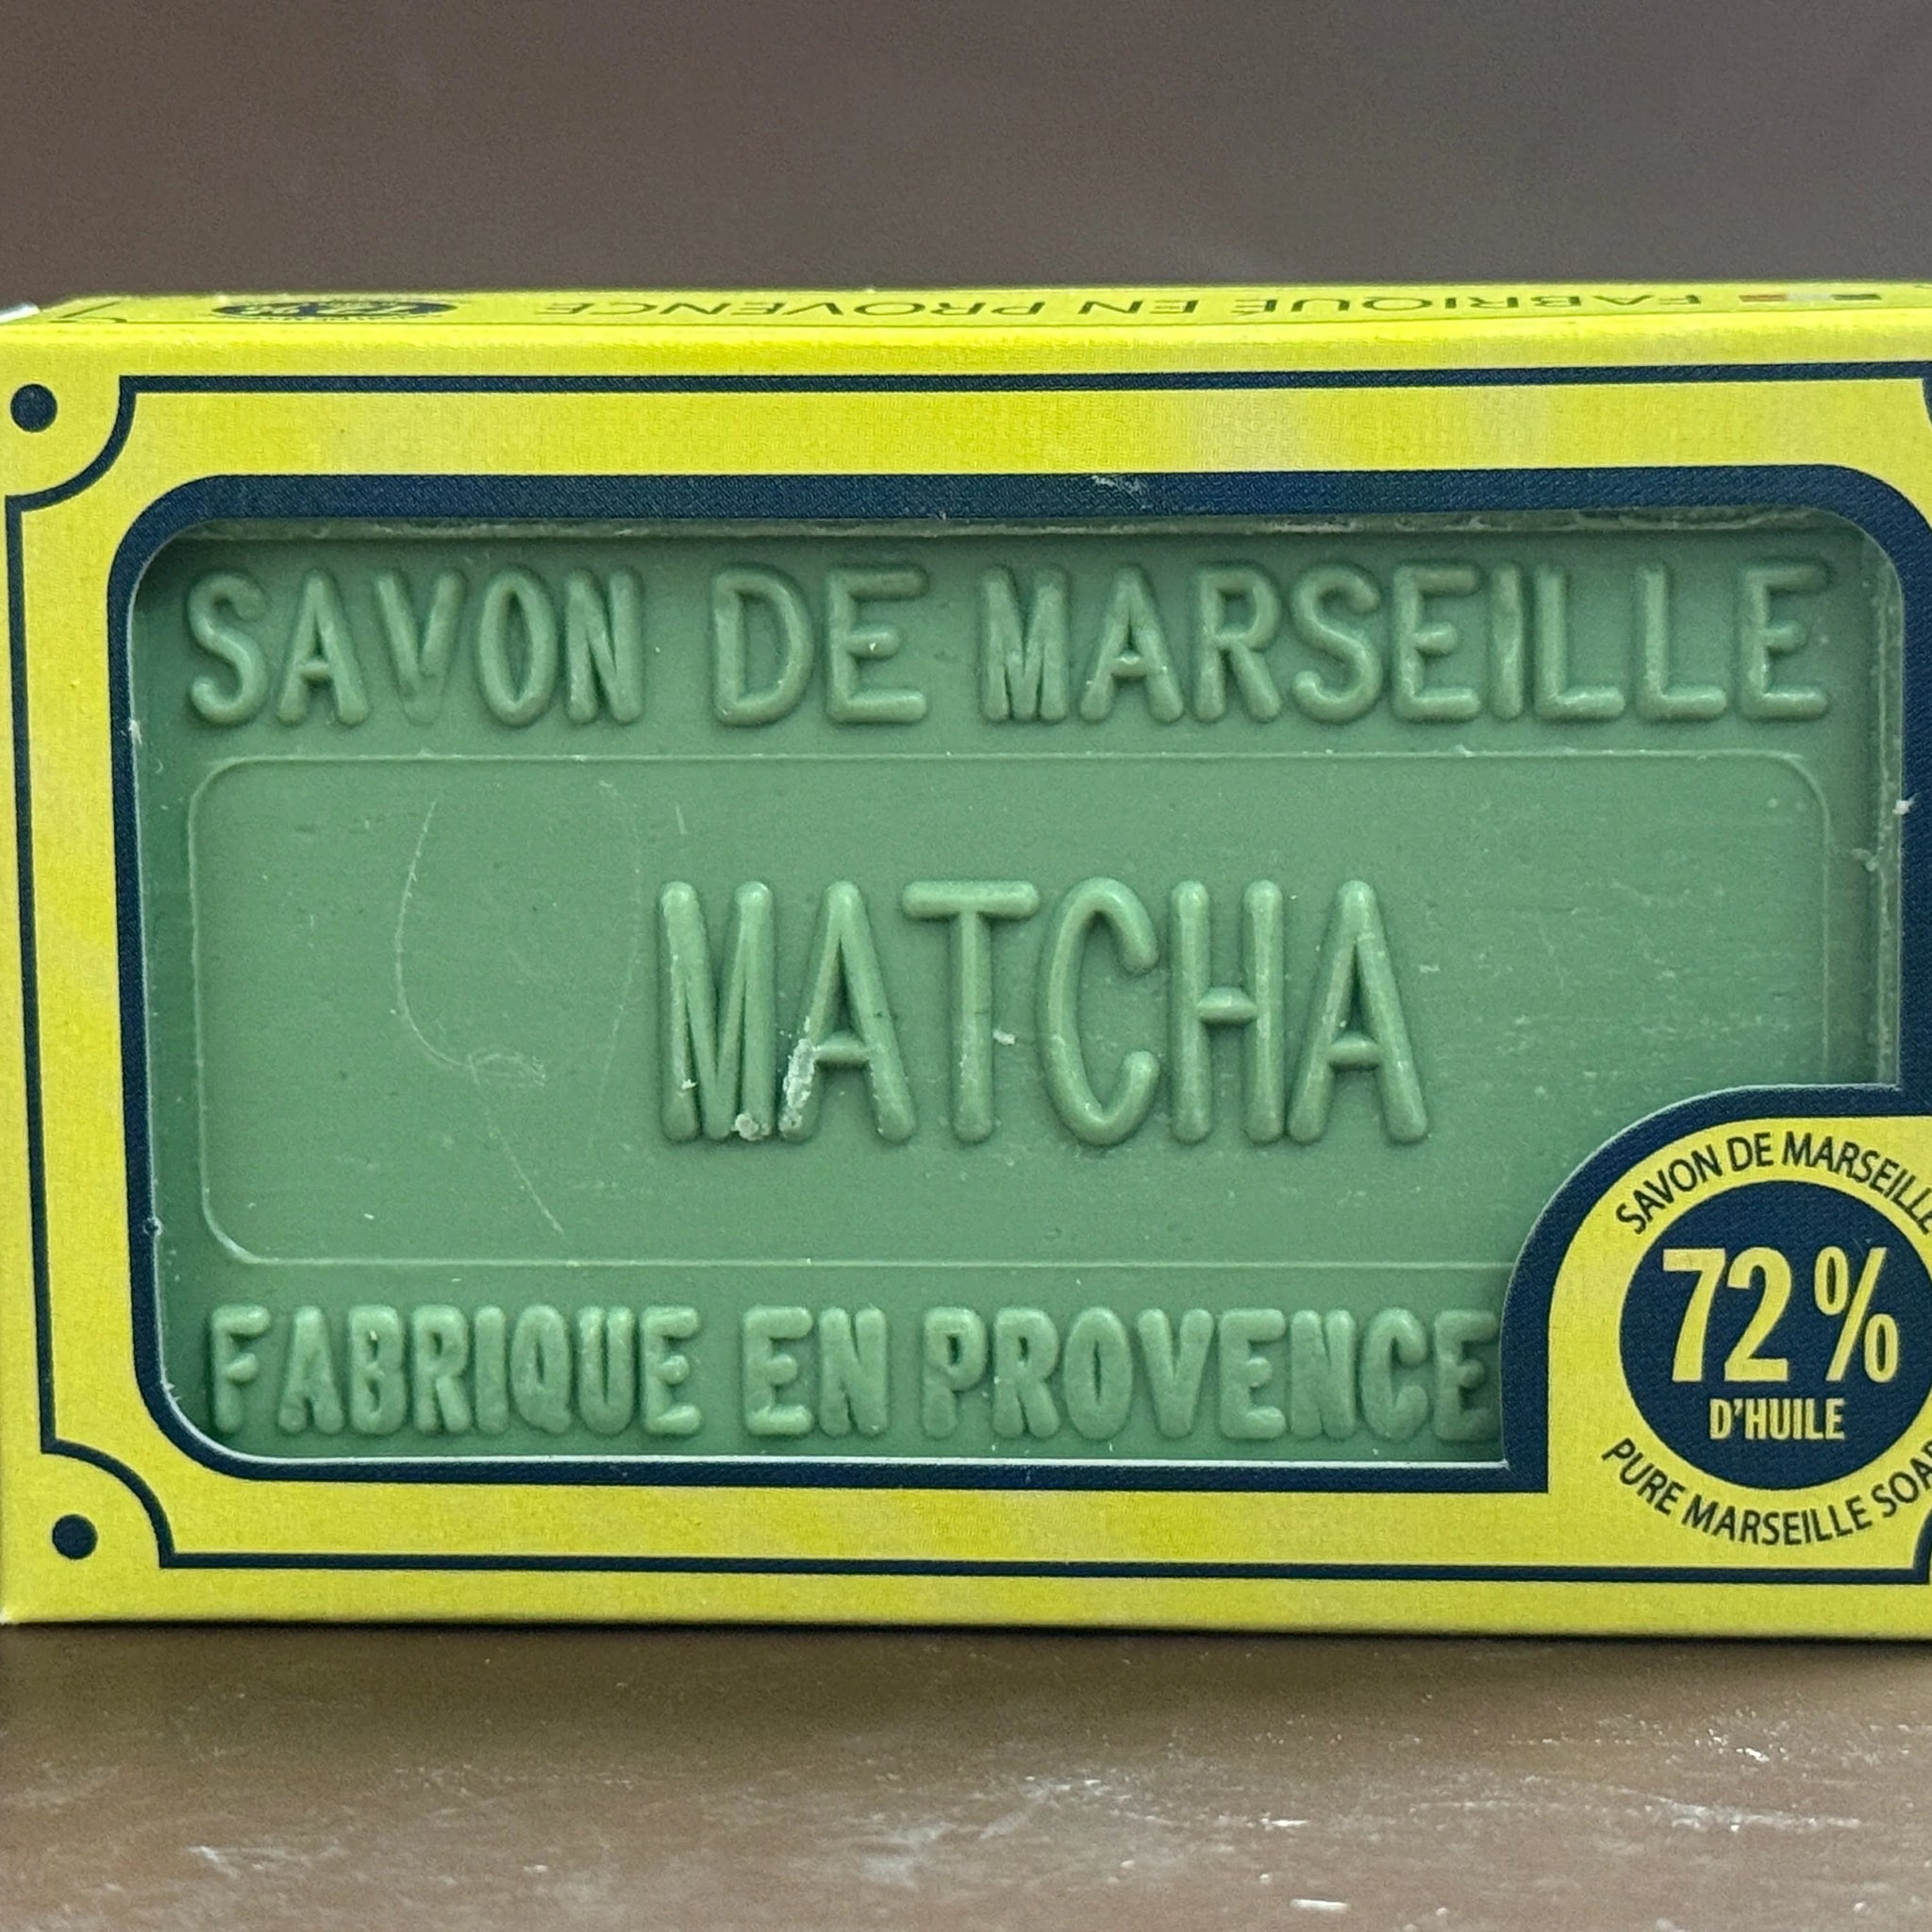 FABRIQUÉ EN PROVENCE
SAVON DE MARSEILLE
MATCHA
FABRIQUE EN PROVENCE
SAVON DE MARSEILLE
72%
D'HUILE
PURE MARSEILLE SOAP